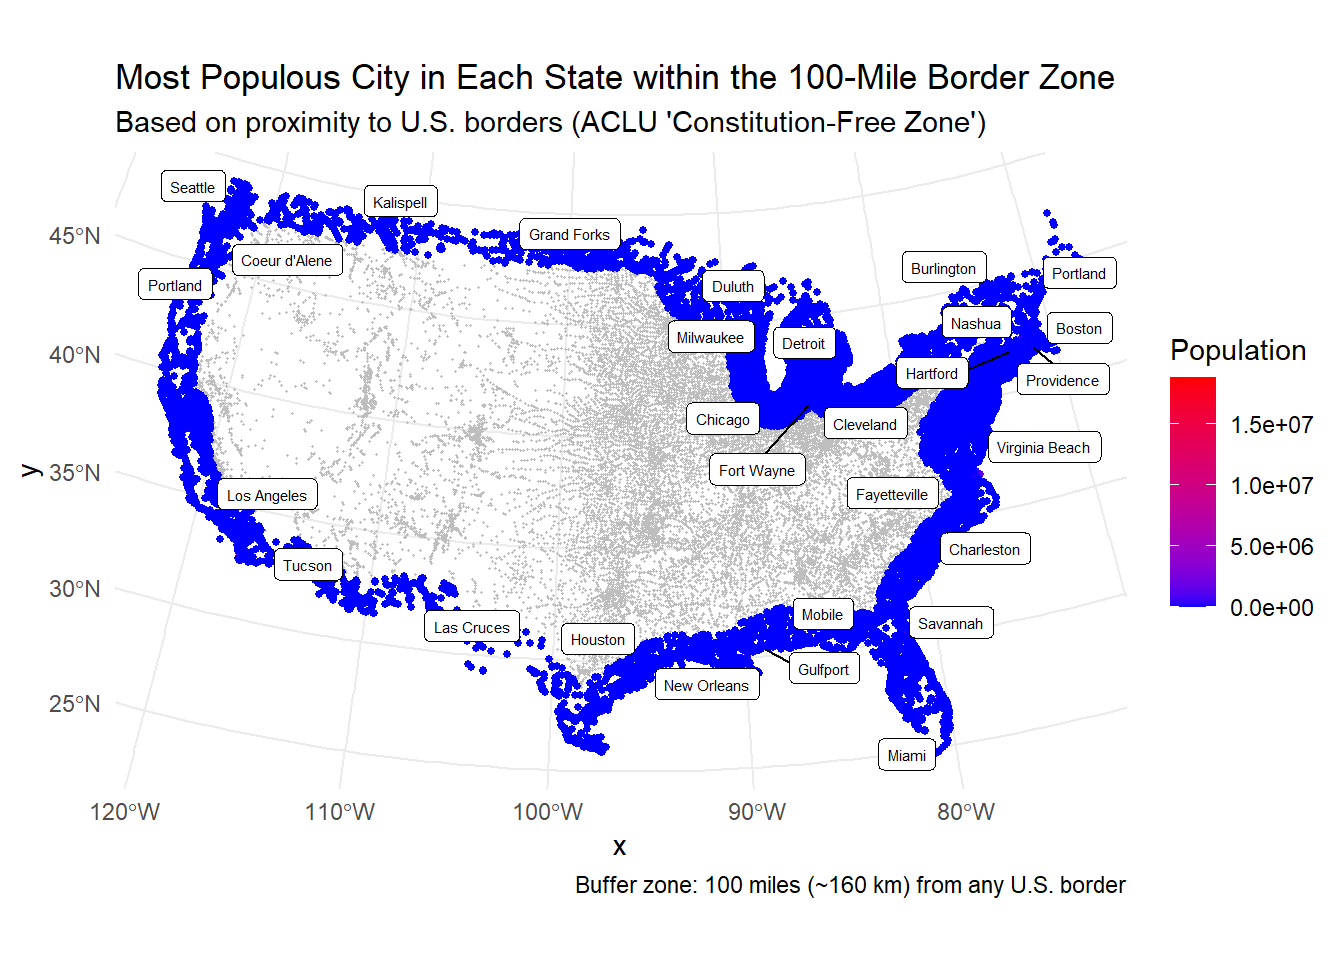 Most Populous City in Each State within the 100-Mile Border Zone
Based on proximity to U.S. borders (ACLU 'Constitution-Free Zone')
Seattle
Kalispell
Grand Forks
Coeur d'Alene
Portland
Duluth
Burlington
Portland
Milwaukee
Detroit
Nashua
Boston
Hartford
Providence
Chicago
Cleveland
Fort Wayne
Virginia Beach
Los Angeles
Fayetteville
Tucson
Charleston
Las Cruces
Houston
Mobile
Savannah
New Orleans
Gulfport
Miami
45°N
40°N
35°N
30°N
25°N
y
120°W
110°W
100°W
90°W
80°W
x
Population
1.5e+07
1.0e+07
5.0e+06
0.0e+00
Buffer zone: 100 miles (~160 km) from any U.S. border